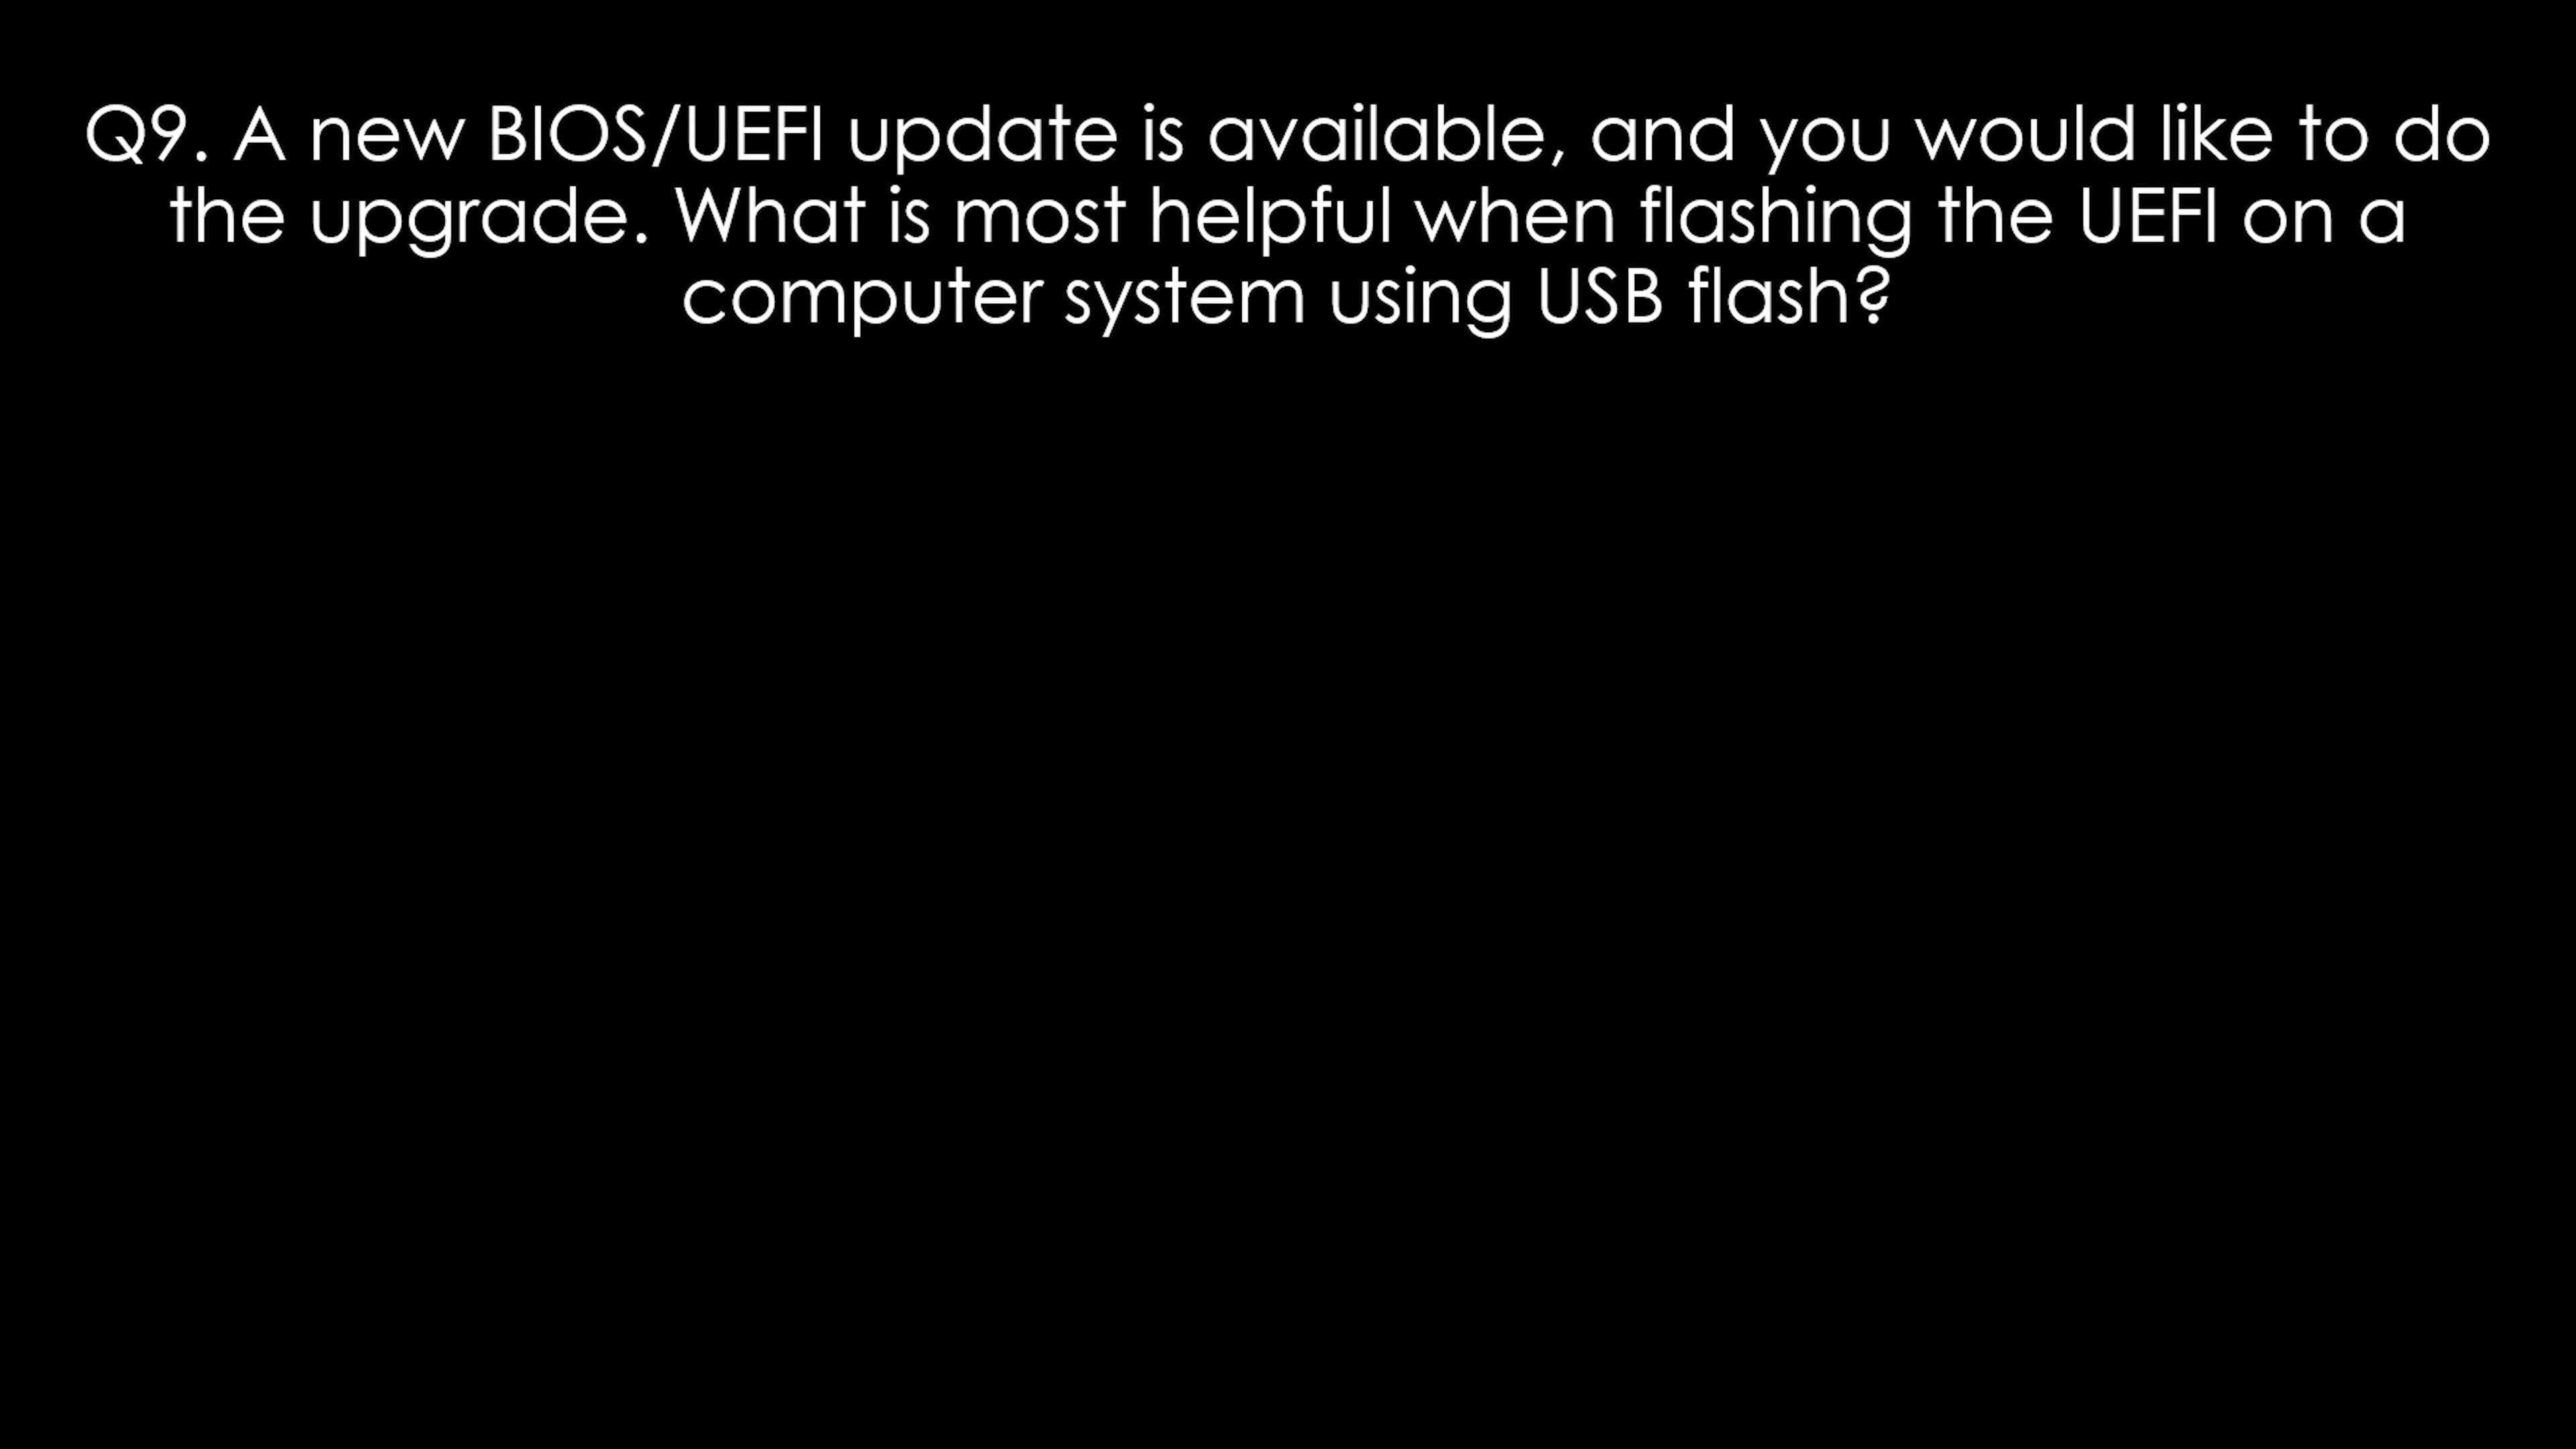 Q9. A new BIOS/UEFI update is available, and you would like to do
the upgrade. What is most helpful when flashing the UEFI on a
computer system using USB flash?